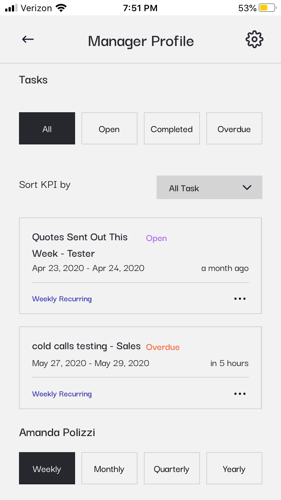 Verizon 7:51 PM 53%
Manager Profile
Tasks
All Open Completed Overdue
Sort KPI by All Task
Quotes Sent Out This Open
Week - Tester
Apr 23, 2020 - Apr 24, 2020 a month ago
Weekly Recurring
cold calls testing - Sales Overdue
May 27, 2020 - May 29, 2020 in 5 hours
Weekly Recurring
Amanda Polizzi
Weekly Monthly Quarterly Yearly